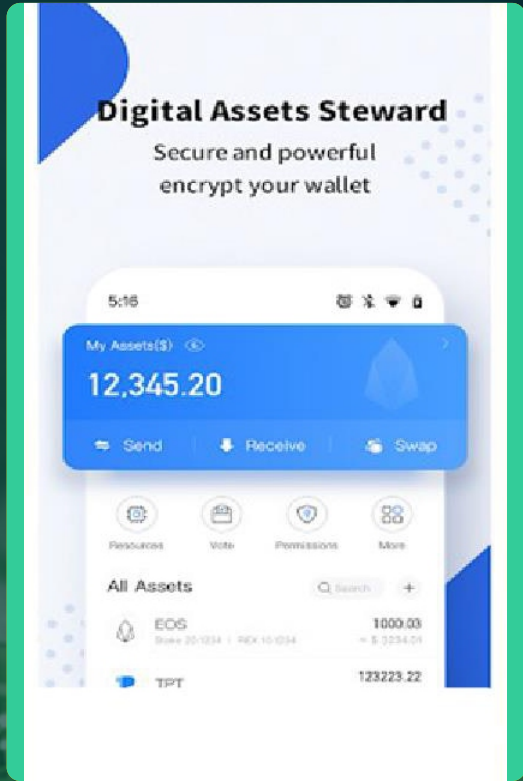 Digital Assets Steward
Secure and powerful
encrypt your wallet
5:16
My Assets($)
12,345.20
Send
Receive
Swap
Resources
Vote
Permissions
More
All Assets
Search
EOS
1000.03
TPT
123223.22